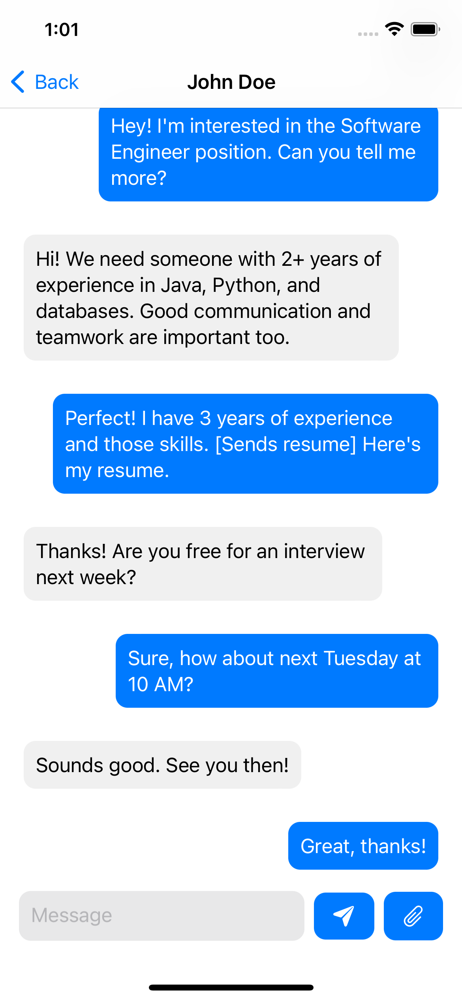 1:01
Back
John Doe
Hey! I'm interested in the Software
Engineer position. Can you tell me
more?
Hi! We need someone with 2+ years of
experience in Java, Python, and
databases. Good communication and
teamwork are important too.
Perfect! I have 3 years of experience
and those skills. [Sends resume] Here's
my resume.
Thanks! Are you free for an interview
next week?
Sure, how about next Tuesday at
10 AM?
Sounds good. See you then!
Great, thanks!
Message